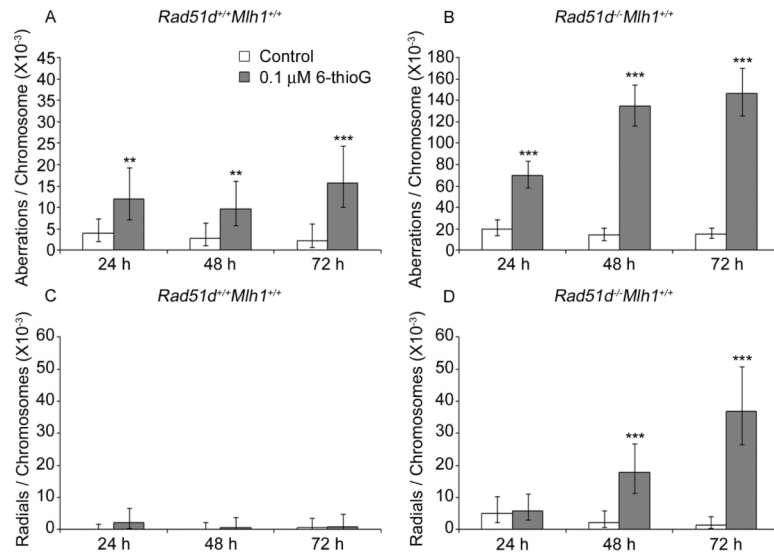 A
Rad51d+/+Mlh1+/+
Aberrations / Chromosome (X10-3)
45
40
35
30
25
20
15
10
5
0
Control
0.1 μM 6-thioG
**
**
***
24 h
48 h
72 h
B
Rad51d-/-Mlh1+/+
Aberrations / Chromosome (X10-3)
180
160
140
120
100
80
60
40
20
0
***
***
***
24 h
48 h
72 h
C
Rad51d+/+Mlh1+/+
Radials / Chromosomes (X10-3)
60
50
40
30
20
10
0
24 h
48 h
72 h
D
Rad51d-/-Mlh1+/+
Radials / Chromosomes (X10-3)
60
50
40
30
20
10
0
***
***
24 h
48 h
72 h